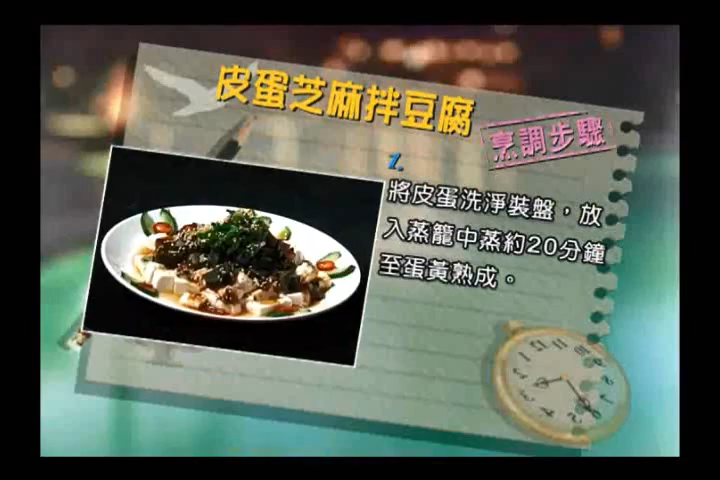 皮蛋芝麻拌豆腐
烹調步驟
1.
將皮蛋洗淨裝盤，放
入蒸籠中蒸約20分鐘
至蛋黃熟成。